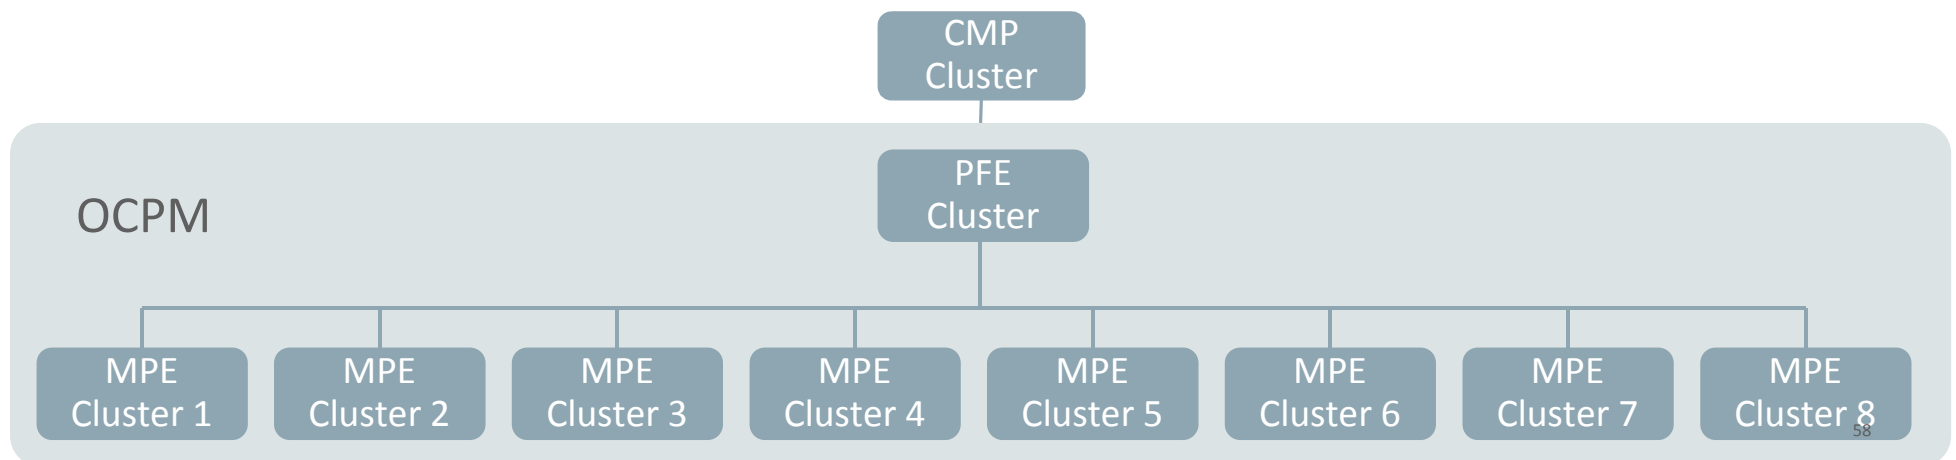 CMP
Cluster
PFE
Cluster
OCPM
MPE
Cluster 1
MPE
Cluster 2
MPE
Cluster 3
MPE
Cluster 4
MPE
Cluster 5
MPE
Cluster 6
MPE
Cluster 7
MPE
Cluster 8
58